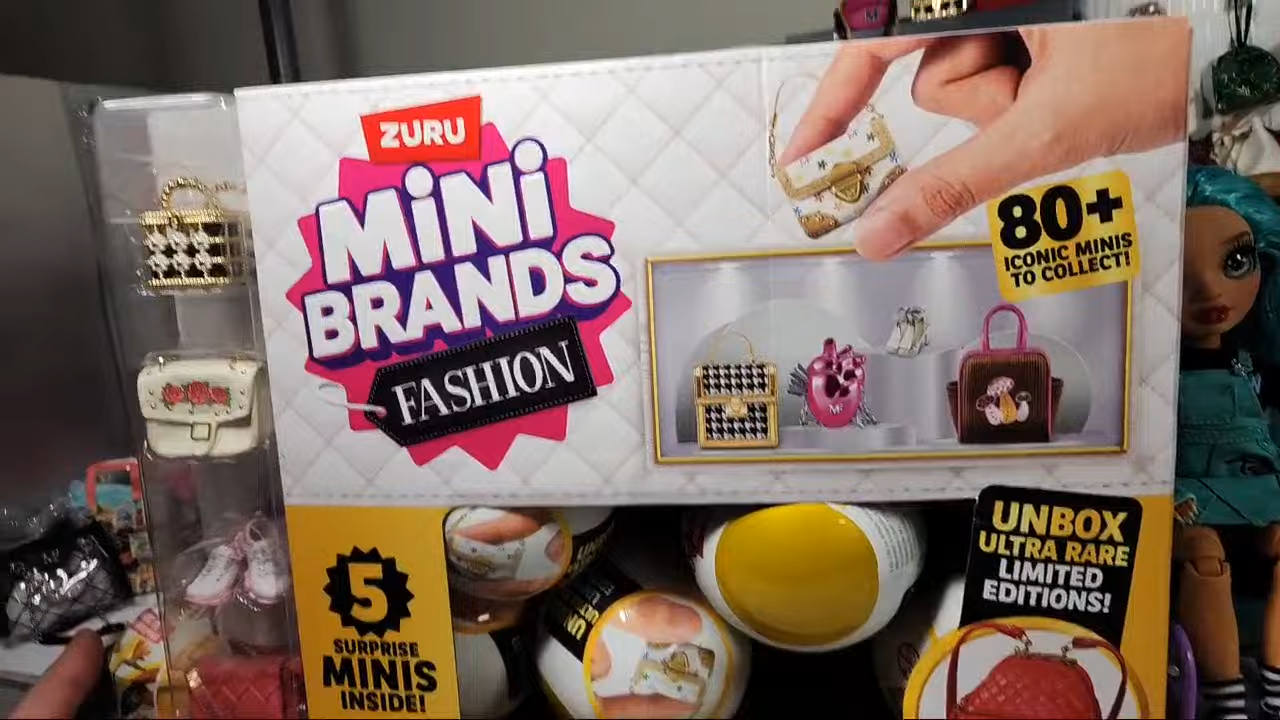 ZURU
MiNi
BRANDS
FASHION
80+
ICONIC MINIS
TO COLLECT!
5
SURPRISE
MINIS
INSIDE!
UNBOX
ULTRA RARE
LIMITED
EDITIONS!